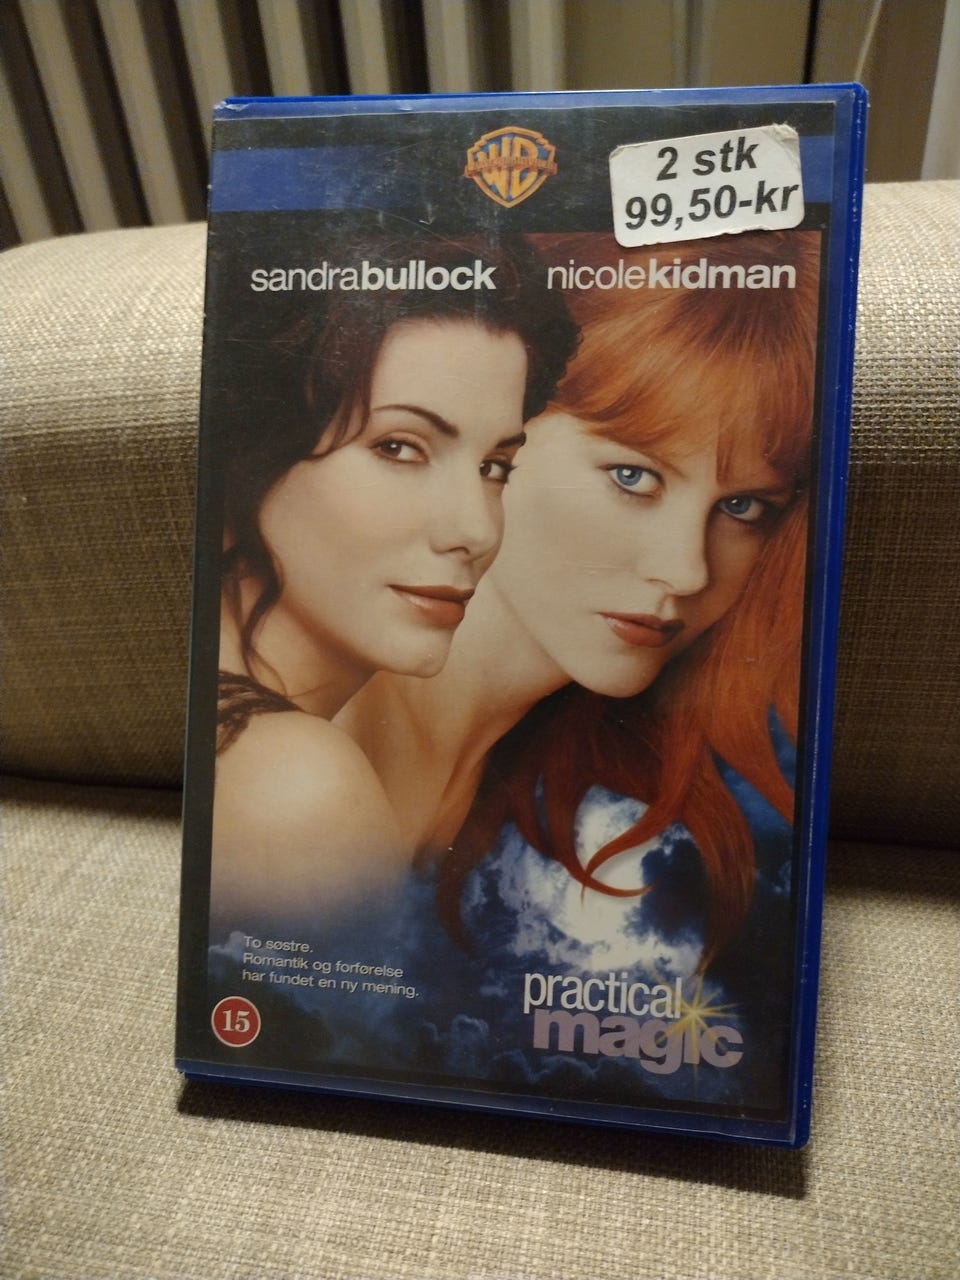 WB
2 stk
99,50-kr
sandrabullock nicolekidman
To søstre.
Romantik og forførelse
har fundet en ny mening.
15
practical
magic